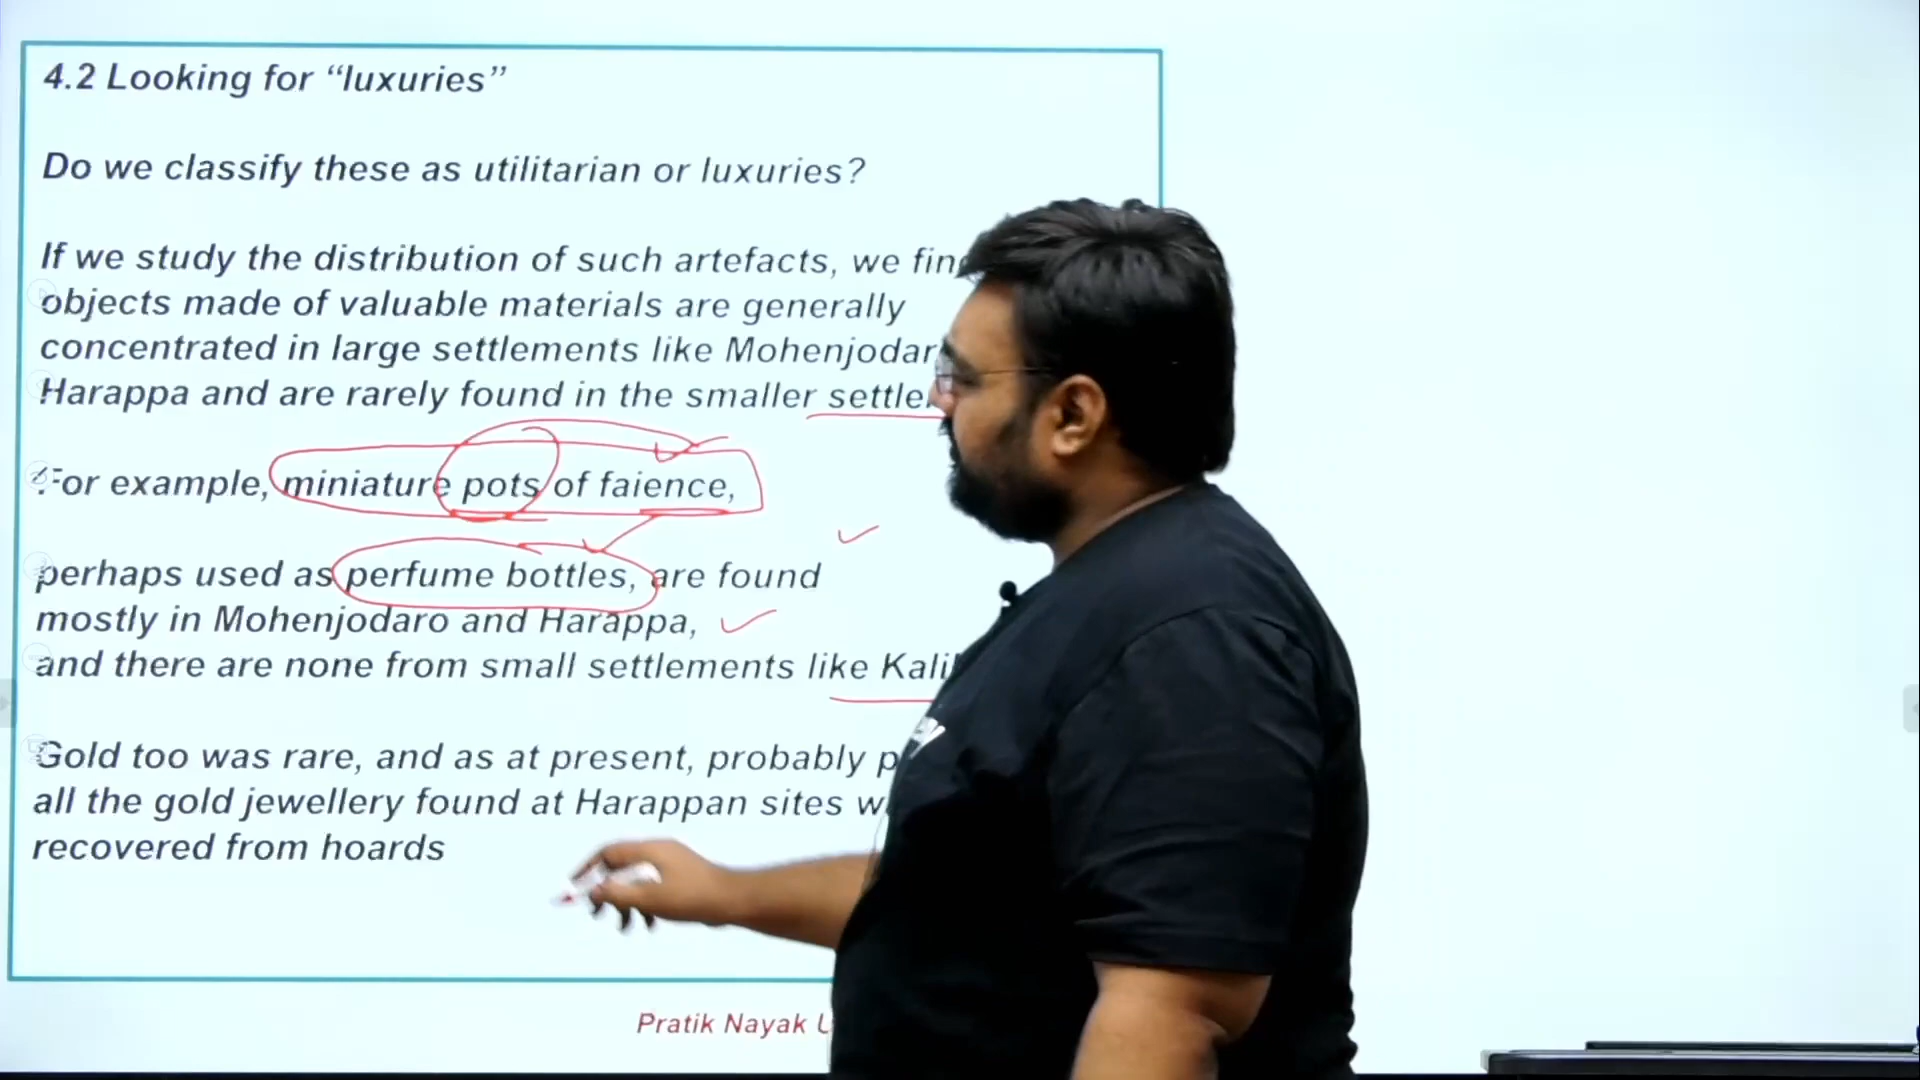 4.2 Looking for “luxuries”
Do we classify these as utilitarian or luxuries?
If we study the distribution of such artefacts, we
objects made of valuable materials are generally
concentrated in large settlements like
Harappa and are rarely found in the smaller
For example, miniature pots of faience,
perhaps used as perfume bottles, are found
mostly in Mohenjodaro and Harappa,
and there are none from small settlements like
Gold too was rare, and as at present, probably
all the gold jewellery found at Harappan sites
recovered from hoards
Pratik Nayak